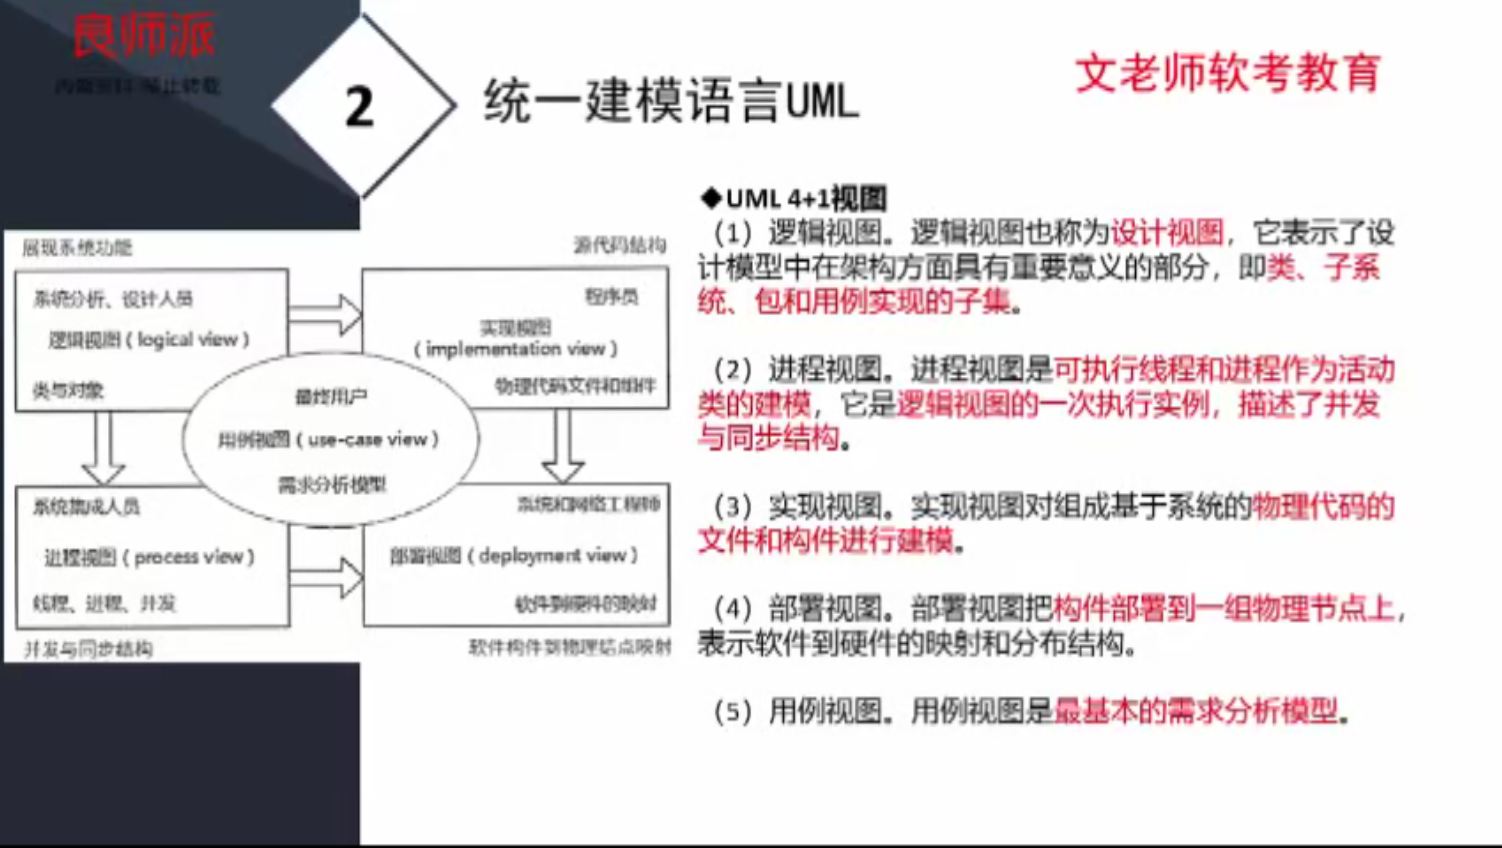 良师派
内部资料 禁止转载
2
统一建模语言UML
文老师软考教育
展现系统功能
源代码结构
系统分析、设计人员
逻辑视图（logical view）
类与对象
程序员
实现视图
（implementation view）
物理代码文件和组件
最终用户
用例视图（use-case view）
需求分析模型
系统集成人员
进程视图（process view）
线程、进程、并发
系统和网络工程师
部署视图（deployment view）
软件到硬件的映射
并发与同步结构
软件构件到物理结点映射
◆UML 4+1视图
（1）逻辑视图。逻辑视图也称为设计视图，它表示了设
计模型中在架构方面具有重要意义的部分，即类、子系
统、包和用例实现的子集。
（2）进程视图。进程视图是可执行线程和进程作为活动
类的建模，它是逻辑视图的一次执行实例，描述了并发
与同步结构。
（3）实现视图。实现视图对组成基于系统的物理代码的
文件和构件进行建模。
（4）部署视图。部署视图把构件部署到一组物理节点上，
表示软件到硬件的映射和分布结构。
（5）用例视图。用例视图是最基本的需求分析模型。